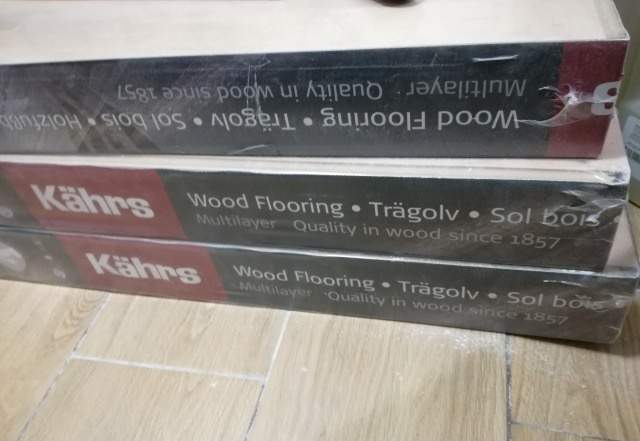 Multilayer · Quality in wood since 1857
Wood Flooring • Trägolv • Sol bois • Holzfußb
Kährs
Wood Flooring • Trägolv • Sol bois
Multilayer Quality in wood since 1857
Kährs
Wood Flooring • Trägolv • Sol bois
Multilayer · Quality in wood since 1857